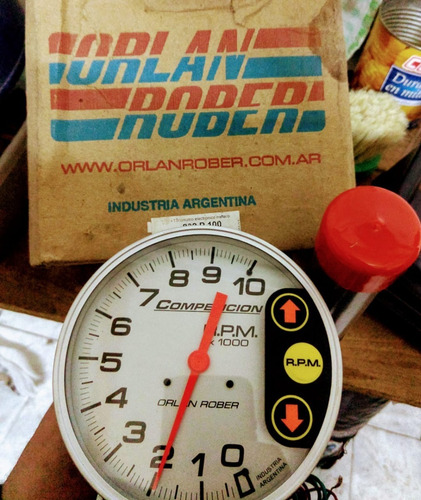 ORLAN
ROBER
WWW.ORLANROBER.COM.AR
INDUSTRIA ARGENTINA
7 8 9 10
COMPETICION
6
R.P.M.
x 1000
5
R.P.M.
4
ORLAN ROBER
3
2 1 0
INDUSTRIA
ARGENTINA
en